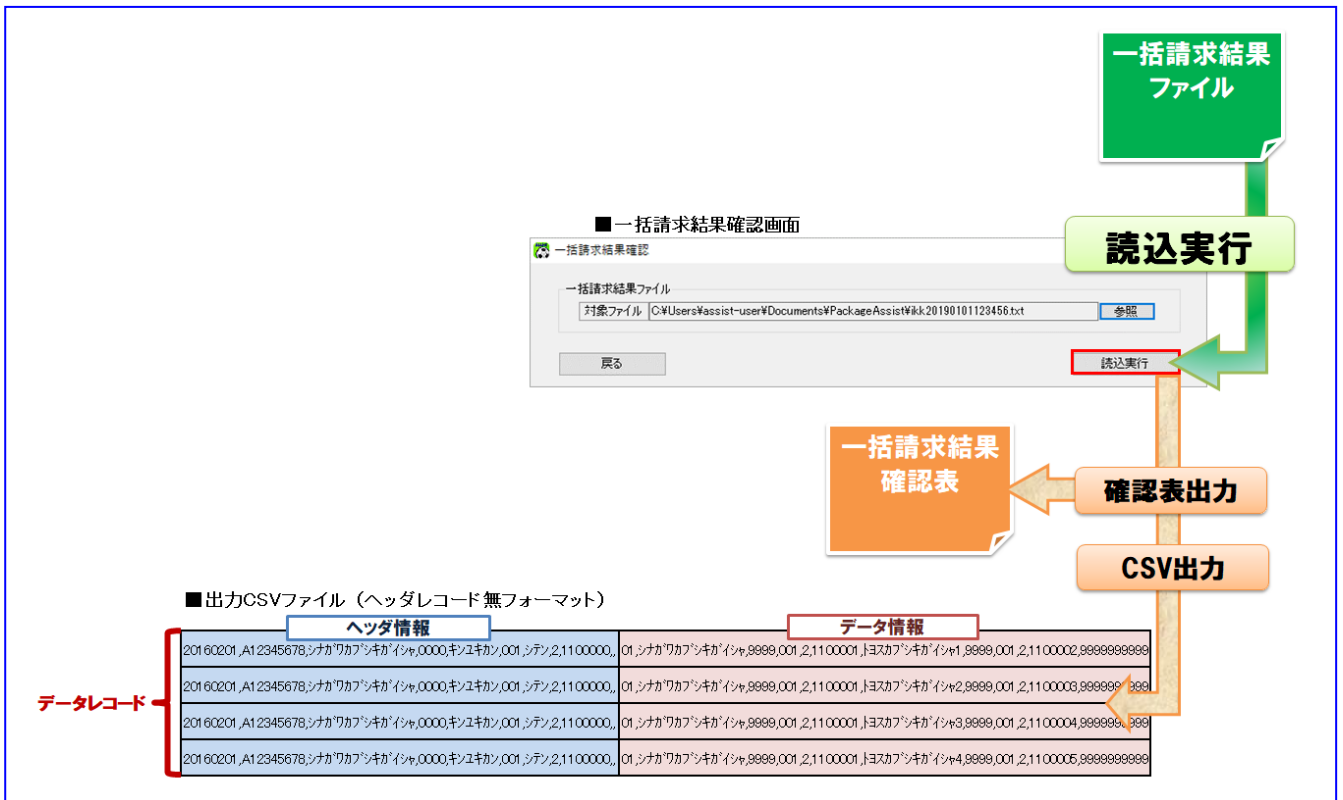 一括請求結果
ファイル
■一括請求結果確認画面
読込実行
一括請求結果確認
一括請求結果ファイル
対象ファイル C:¥Users¥assist-user¥Documents¥PackageAssist¥ikk20190101123456.txt 参照
戻る 読込実行
一括請求結果
確認表
確認表出力
CSV出力
■出力CSVファイル（ヘッダレコード無フォーマット）
ヘッダ情報 データ情報
データレコード
20160201,A12345678,ｼﾅｶﾞﾜｶﾌﾞｼｷｶﾞｲｼｬ,0000,ｷﾝﾕｷｶﾝ,001,ｼﾃﾝ,2,1100000,, 01,ｼﾅｶﾞﾜｶﾌﾞｼｷｶﾞｲｼｬ,9999,001,2,1100001,ﾄﾖｽｶﾌﾞｼｷｶﾞｲｼｬ1,9999,001,2,1100002,9999999999
20160201,A12345678,ｼﾅｶﾞﾜｶﾌﾞｼｷｶﾞｲｼｬ,0000,ｷﾝﾕｷｶﾝ,001,ｼﾃﾝ,2,1100000,, 01,ｼﾅｶﾞﾜｶﾌﾞｼｷｶﾞｲｼｬ,9999,001,2,1100001,ﾄﾖｽｶﾌﾞｼｷｶﾞｲｼｬ2,9999,001,2,1100003,9999999999
20160201,A12345678,ｼﾅｶﾞﾜｶﾌﾞｼｷｶﾞｲｼｬ,0000,ｷﾝﾕｷｶﾝ,001,ｼﾃﾝ,2,1100000,, 01,ｼﾅｶﾞﾜｶﾌﾞｼｷｶﾞｲｼｬ,9999,001,2,1100001,ﾄﾖｽｶﾌﾞｼｷｶﾞｲｼｬ3,9999,001,2,1100004,9999999999
20160201,A12345678,ｼﾅｶﾞﾜｶﾌﾞｼｷｶﾞｲｼｬ,0000,ｷﾝﾕｷｶﾝ,001,ｼﾃﾝ,2,1100000,, 01,ｼﾅｶﾞﾜｶﾌﾞｼｷｶﾞｲｼｬ,9999,001,2,1100001,ﾄﾖｽｶﾌﾞｼｷｶﾞｲｼｬ4,9999,001,2,1100005,9999999999